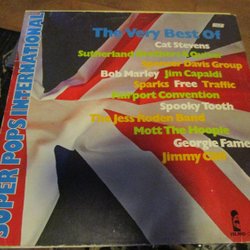 SUPER POPS INTERNATIONAL
The Very Best Of
Cat Stevens
Sutherland Brothers & Quiver
Spencer Davis Group
Bob Marley Jim Capaldi
Sparks Free Traffic
Fairport Convention
Spooky Tooth
The Jess Roden Band
Mott The Hoople
Georgie Fame
Jimmy Cliff
ISLAND